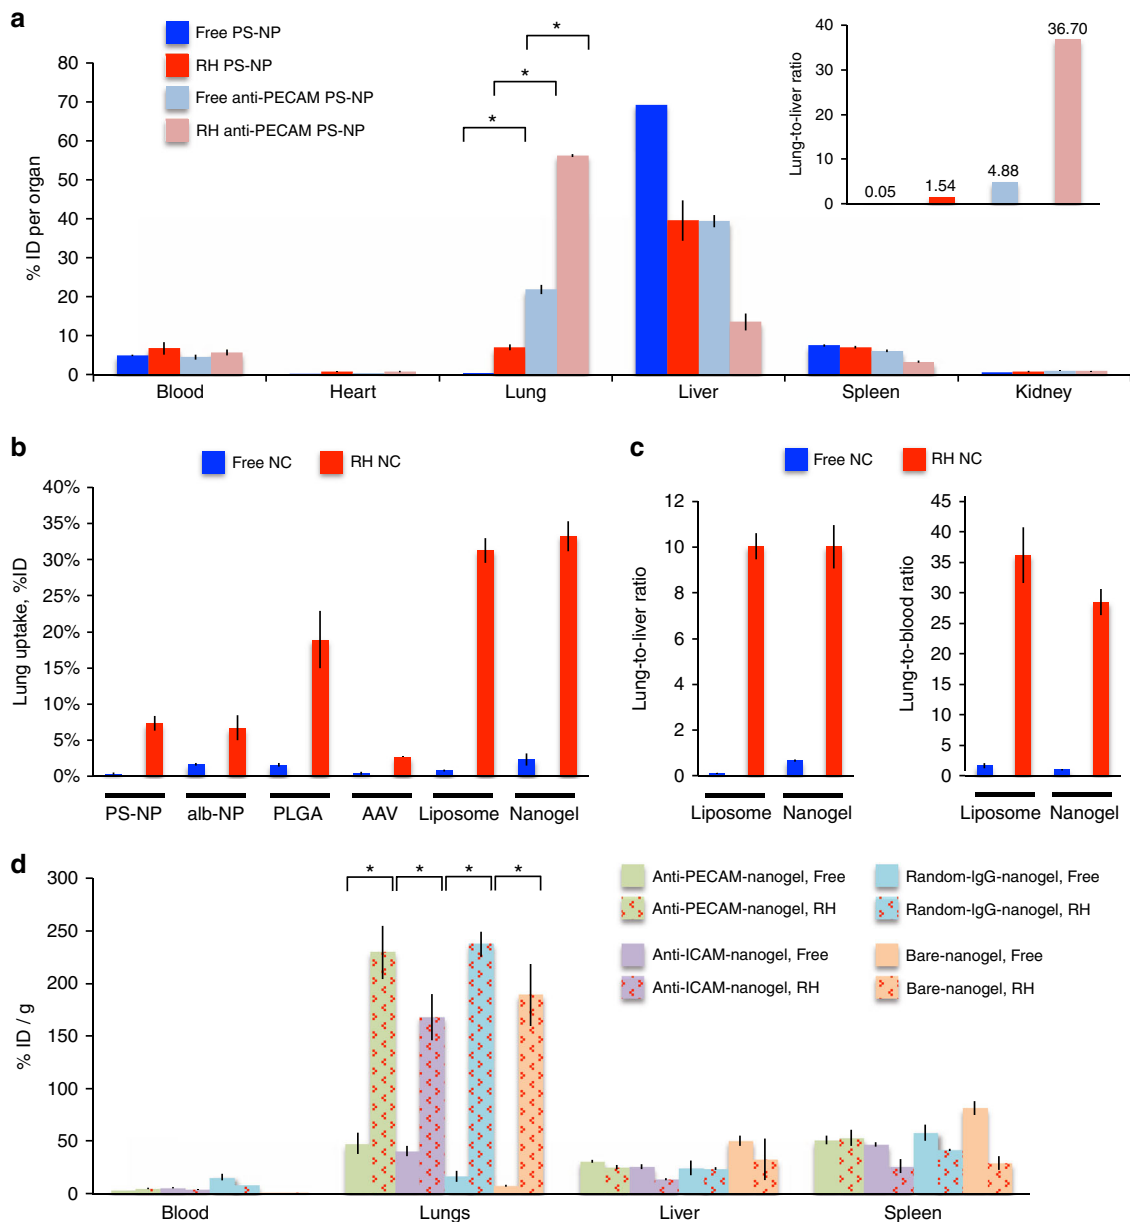 a
Free PS-NP
RH PS-NP
Free anti-PECAM PS-NP
RH anti-PECAM PS-NP
* * *
% ID per organ
80
70
60
50
40
30
20
10
0
Blood Heart Lung Liver Spleen Kidney
Lung-to-liver ratio
40
30
20
10
0
0.05 1.54 4.88 36.70
b
Free NC RH NC
Lung uptake, %ID
40%
35%
30%
25%
20%
15%
10%
5%
0%
PS-NP alb-NP PLGA AAV Liposome Nanogel
c
Free NC RH NC
Lung-to-liver ratio
12
10
8
6
4
2
0
Liposome Nanogel
Lung-to-blood ratio
45
40
35
30
25
20
15
10
5
0
Liposome Nanogel
d
% ID / g
300
250
200
150
100
50
0
* * * *
Anti-PECAM-nanogel, Free
Anti-PECAM-nanogel, RH
Anti-ICAM-nanogel, Free
Anti-ICAM-nanogel, RH
Random-IgG-nanogel, Free
Random-IgG-nanogel, RH
Bare-nanogel, Free
Bare-nanogel, RH
Blood Lungs Liver Spleen